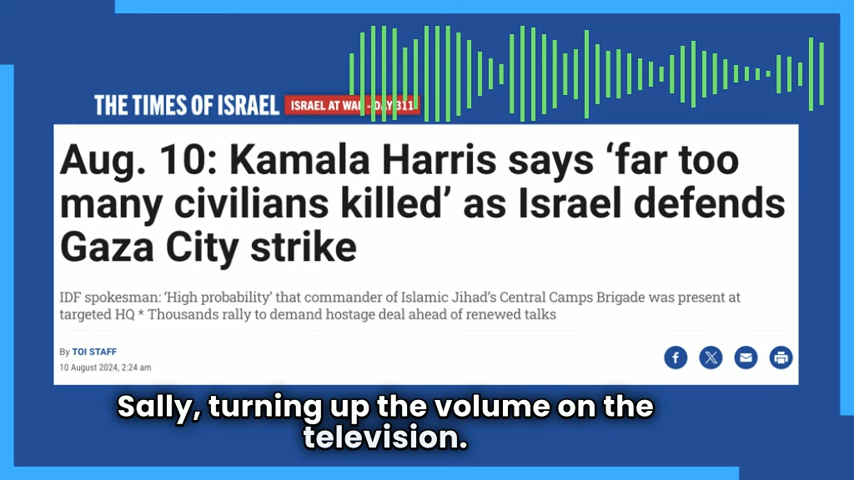 THE TIMES OF ISRAEL ISRAEL AT WAR - DAY 311
Aug. 10: Kamala Harris says ‘far too
many civilians killed’ as Israel defends
Gaza City strike
IDF spokesman: ‘High probability’ that commander of Islamic Jihad’s Central Camps Brigade was present at
targeted HQ * Thousands rally to demand hostage deal ahead of renewed talks
By TOI STAFF
10 August 2024, 2:24 am
Sally, turning up the volume on the
television.